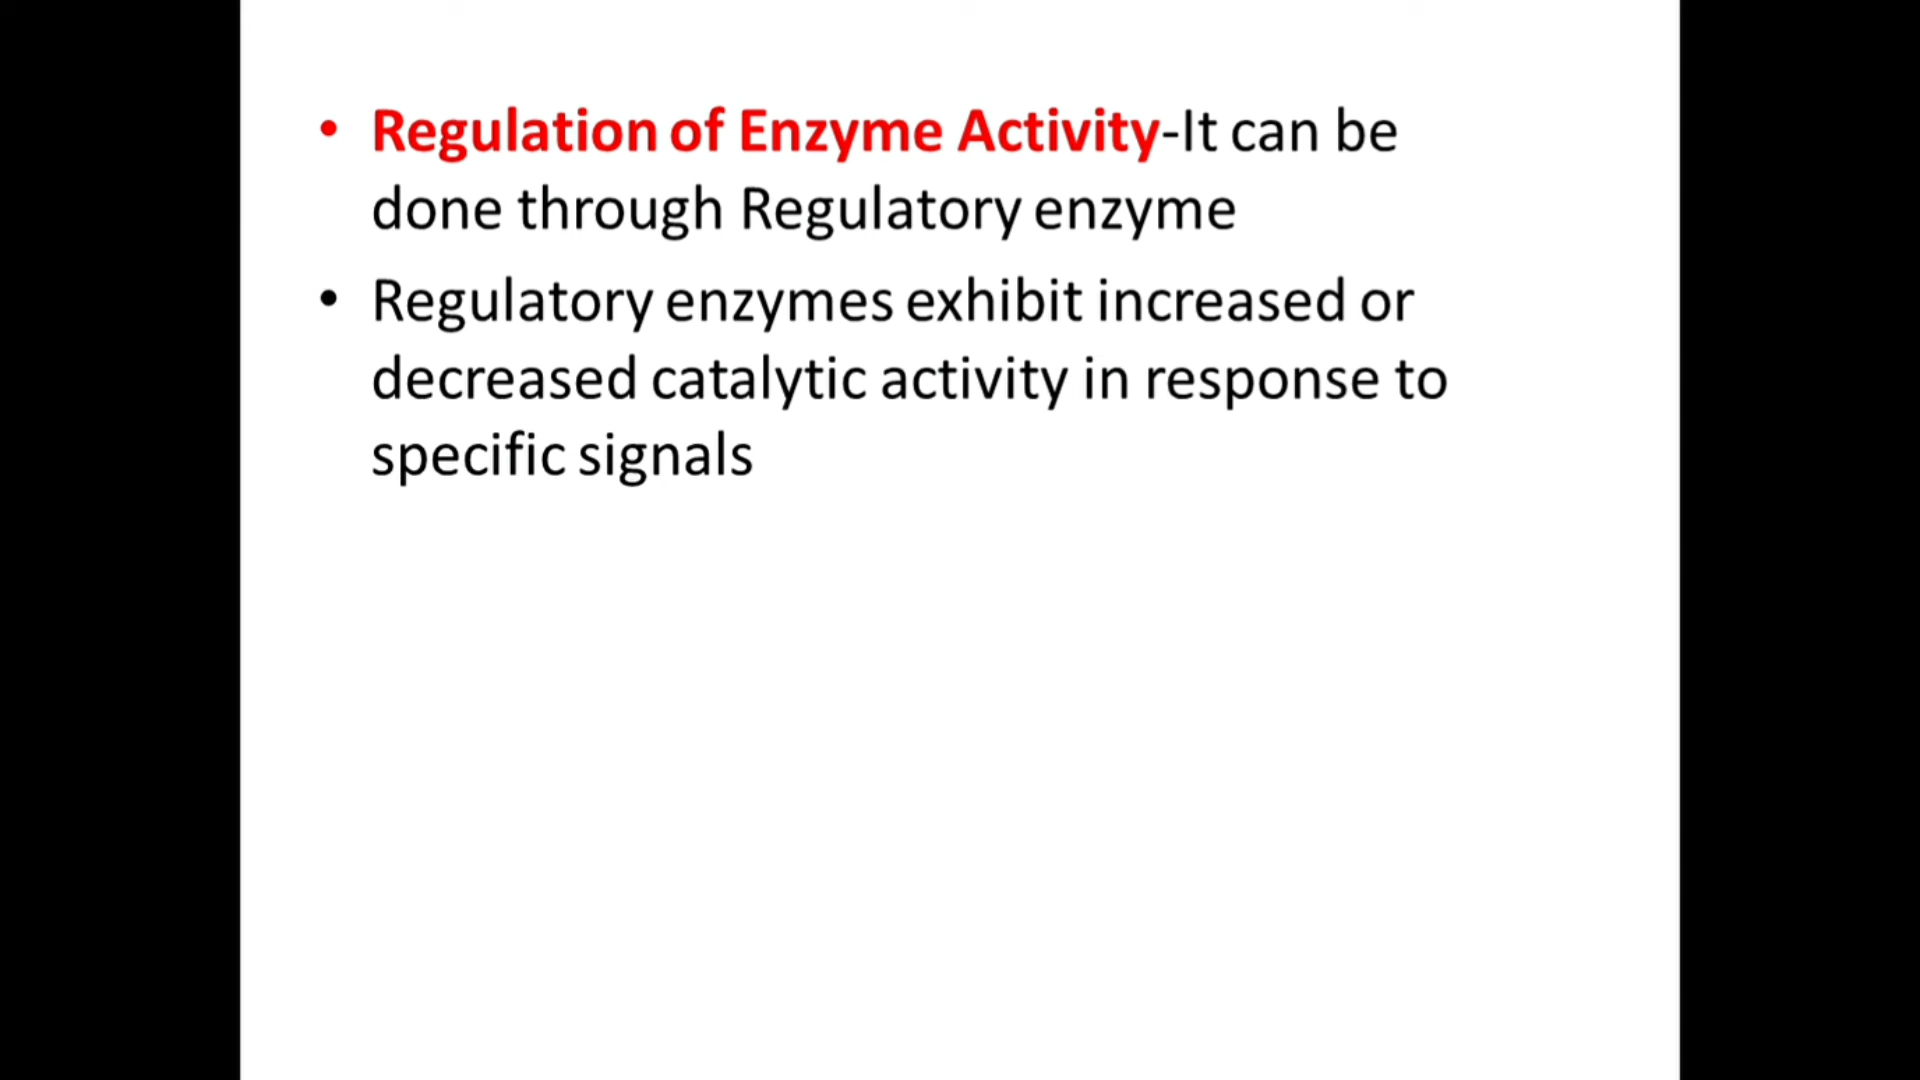 • Regulation of Enzyme Activity-It can be
done through Regulatory enzyme
• Regulatory enzymes exhibit increased or
decreased catalytic activity in response to
specific signals